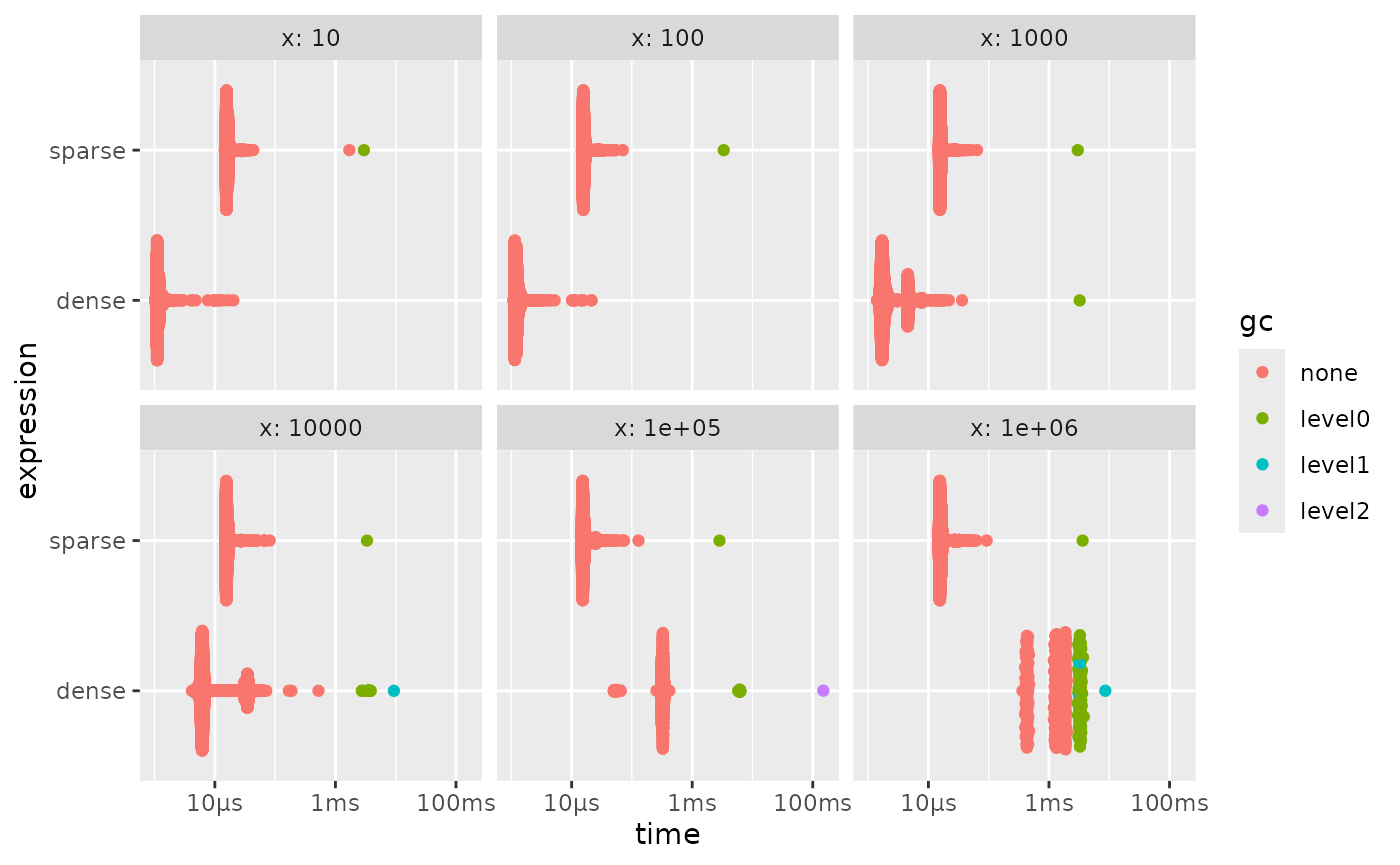 x: 10
x: 100
x: 1000
sparse
dense
x: 10000
x: 1e+05
x: 1e+06
sparse
dense
10µs
1ms
100ms
10µs
1ms
100ms
10µs
1ms
100ms
time
expression
gc
none
level0
level1
level2